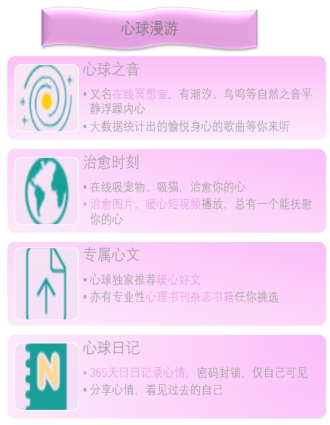 心球漫游
心球之音
• 又名在线冥想室，有潮汐、鸟鸣等自然之音平
静浮躁内心
• 大数据统计出的愉悦身心的歌曲等你来听
治愈时刻
• 在线吸宠物、吸猫，治愈你的心
• 治愈图片、暖心短视频播放，总有一个能抚慰
你的心
专属心文
• 心球独家推荐暖心好文
• 亦有专业性心理书刊杂志书籍任你挑选
心球日记
N
• 365天日日记录心情，密码封锁，仅自己可见
• 分享心情，看见过去的自己